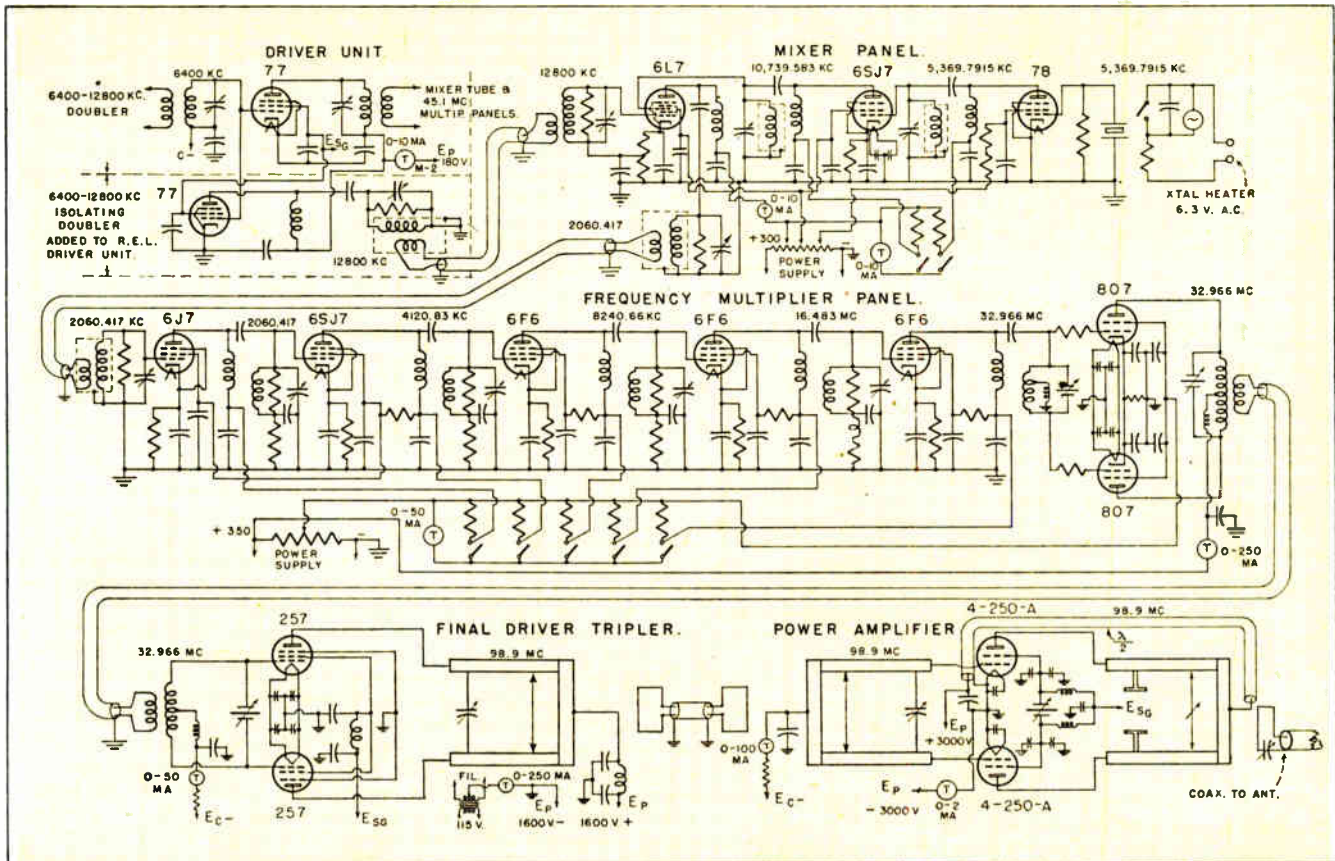 DRIVER UNIT
6400 KC
77
6400-12800 KC.
DOUBLER
C-
MIXER TUBE &
45.1 MC.
MULTIP. PANELS.
0-10 MA
ESG
T
M-2
EP
180 V
77
6400-12800 KC
ISOLATING
DOUBLER
ADDED TO R.E.L.
DRIVER UNIT.
12800 KC
MIXER PANEL.
12800 KC
6L7
10,739.583 KC
6SJ7
5,369.7915 KC
78
5,369.7915 KC.
XTAL HEATER
6.3 V. A.C.
2060.417
0-10
MA
T
+300
-
POWER
SUPPLY
T
0-10
MA
FREQUENCY MULTIPLIER PANEL.
2060.417 KC
6J7
2060.417
6SJ7
4120.83 KC
6F6
8240.66 KC
6F6
16.483 MC
6F6
32.966 MC
807
32.966 MC
807
0-50
MA
T
+ 350
-
POWER
SUPPLY
T
0-250
MA
FINAL DRIVER TRIPLER.
32.966 MC
257
98.9 MC
0-50
MA
T
EC-
257
ESG
FIL.
115 V.
0-250 MA
T
EP
1600 V-
EP
1600 V +
POWER AMPLIFIER
98.9 MC
4-250-A
98.9 MC
λ/2
0-100
MA
T
EC-
EP
+3000V
ESG
EP
-3000 V
T
0-2
MA
4-250-A
COAX. TO ANT.